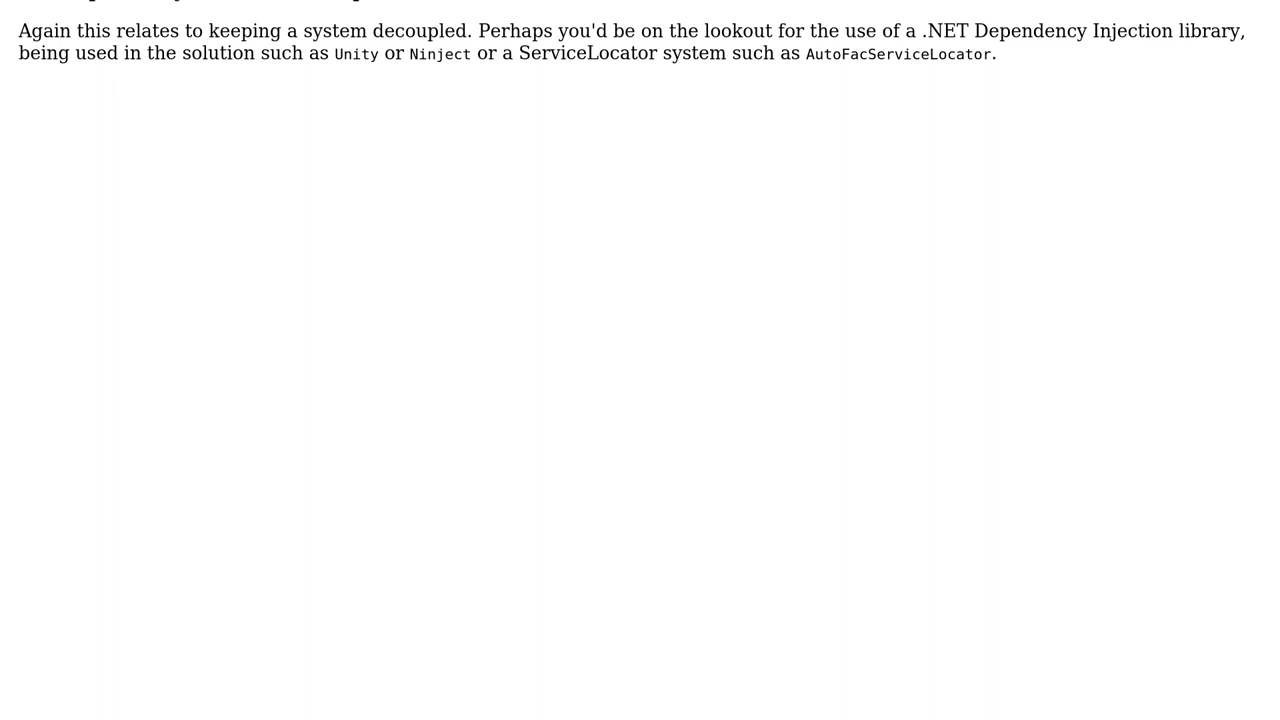 Again this relates to keeping a system decoupled. Perhaps you'd be on the lookout for the use of a .NET Dependency Injection library,
being used in the solution such as Unity or Ninject or a ServiceLocator system such as AutoFacServiceLocator.